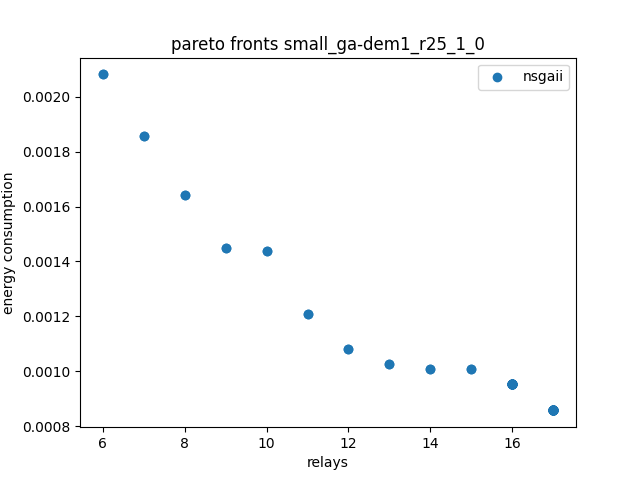 pareto fronts small_ga-dem1_r25_1_0
nsgaii
0.0020
0.0018
0.0016
0.0014
0.0012
0.0010
0.0008
energy consumption
6 8 10 12 14 16
relays